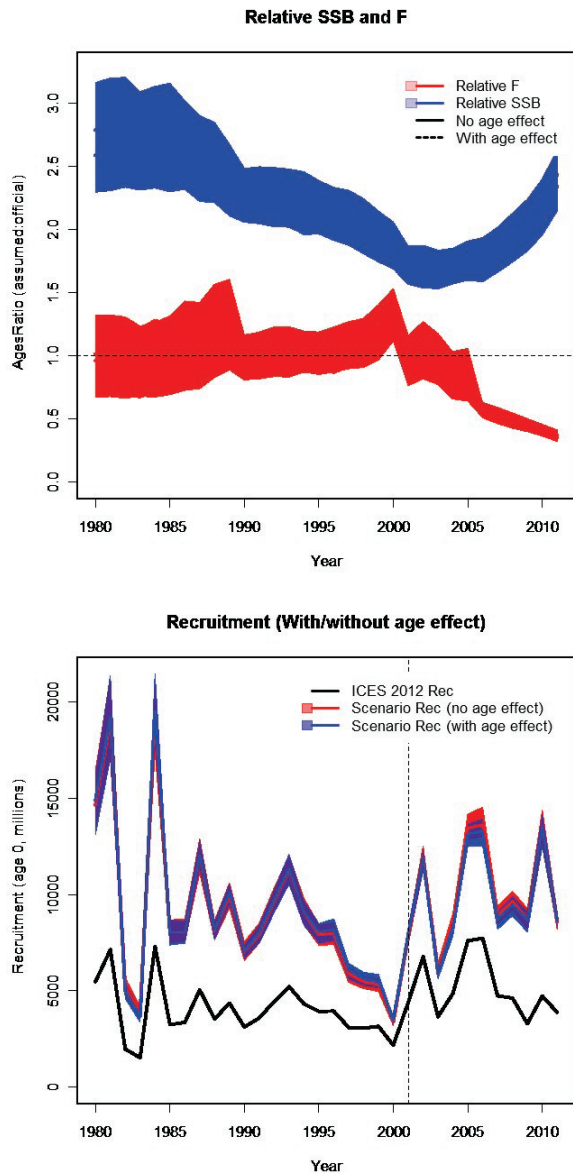 Relative SSB and F
AgesRatio (assumed:official)
3.0
2.5
2.0
1.5
1.0
0.5
0.0
Relative F
Relative SSB
No age effect
With age effect
1980
1985
1990
1995
2000
2005
2010
Year
Recruitment (With/without age effect)
Recruitment (age 0, millions)
20000
15000
10000
5000
0
ICES 2012 Rec
Scenario Rec (no age effect)
Scenario Rec (with age effect)
1980
1985
1990
1995
2000
2005
2010
Year